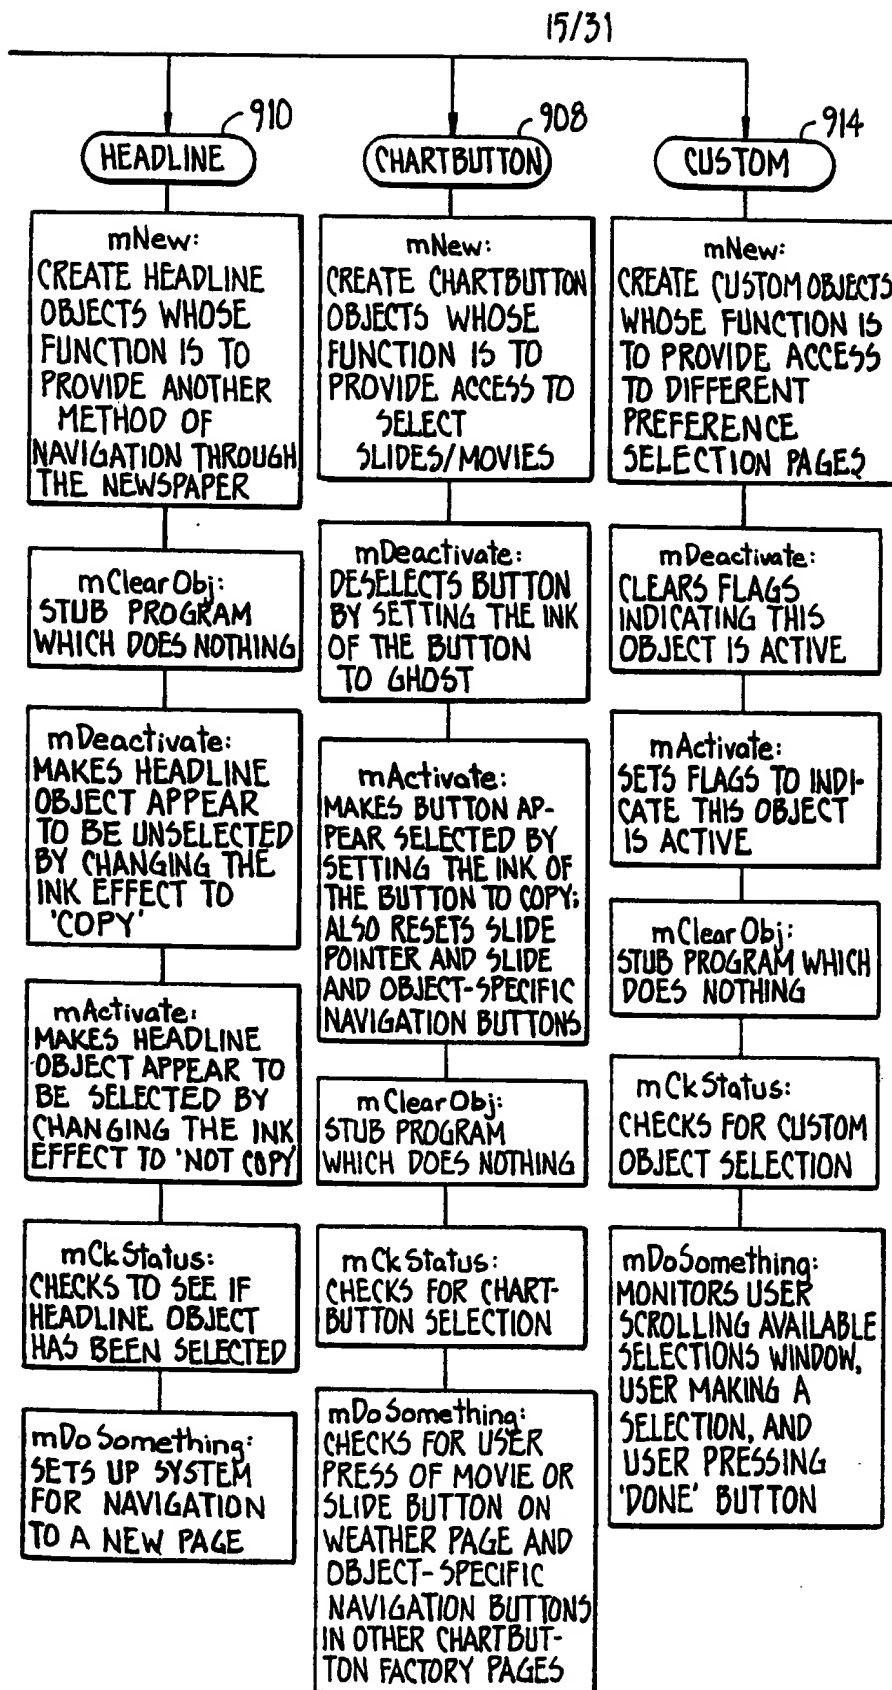 15/31
910
HEADLINE
mNew:
CREATE HEADLINE
OBJECTS WHOSE
FUNCTION IS TO
PROVIDE ANOTHER
METHOD OF
NAVIGATION THROUGH
THE NEWSPAPER
mClearObj:
STUB PROGRAM
WHICH DOES NOTHING
mDeactivate:
MAKES HEADLINE
OBJECT APPEAR
TO BE UNSELECTED
BY CHANGING THE
INK EFFECT TO
'COPY'
mActivate:
MAKES HEADLINE
OBJECT APPEAR TO
BE SELECTED BY
CHANGING THE INK
EFFECT TO 'NOT COPY
mCkStatus:
CHECKS TO SEE IF
HEADLINE OBJECT
HAS BEEN SELECTED
mDoSomething:
SETS UP SYSTEM
FOR NAVIGATION
TO A NEW PAGE
908
CHARTBUTTON
mNew:
CREATE CHARTBUTTON
OBJECTS WHOSE
FUNCTION IS TO
PROVIDE ACCESS TO
SELECT
SLIDES/MOVIES
mDeactivate:
DESELECTS BUTTON
BY SETTING THE INK
OF THE BUTTON
TO GHOST
mActivate:
MAKES BUTTON AP-
PEAR SELECTED BY
SETTING THE INK OF
THE BUTTON TO COPY;
ALSO RESETS SLIDE
POINTER AND SLIDE
AND OBJECT-SPECIFIC
NAVIGATION BUTTONS
mClearObj:
STUB PROGRAM
WHICH DOES NOTHING
mCkStatus:
CHECKS FOR CHART-
BUTTON SELECTION
mDoSomething:
CHECKS FOR USER
PRESS OF MOVIE OR
SLIDE BUTTON ON
WEATHER PAGE AND
OBJECT-SPECIFIC
NAVIGATION BUTTONS
IN OTHER CHARTBUT-
TON FACTORY PAGES
914
CUSTOM
mNew:
CREATE CUSTOM OBJECTS
WHOSE FUNCTION IS
TO PROVIDE ACCESS
TO DIFFERENT
PREFERENCE
SELECTION PAGES
mDeactivate:
CLEARS FLAGS
INDICATING THIS
OBJECT IS ACTIVE
mActivate:
SETS FLAGS TO INDI-
CATE THIS OBJECT
IS ACTIVE
mClearObj:
STUB PROGRAM WHICH
DOES NOTHING
mCkStatus:
CHECKS FOR CUSTOM
OBJECT SELECTION
mDoSomething:
MONITORS USER
SCROLLING AVAILABLE
SELECTIONS WINDOW,
USER MAKING A
SELECTION, AND
USER PRESSING
'DONE' BUTTON